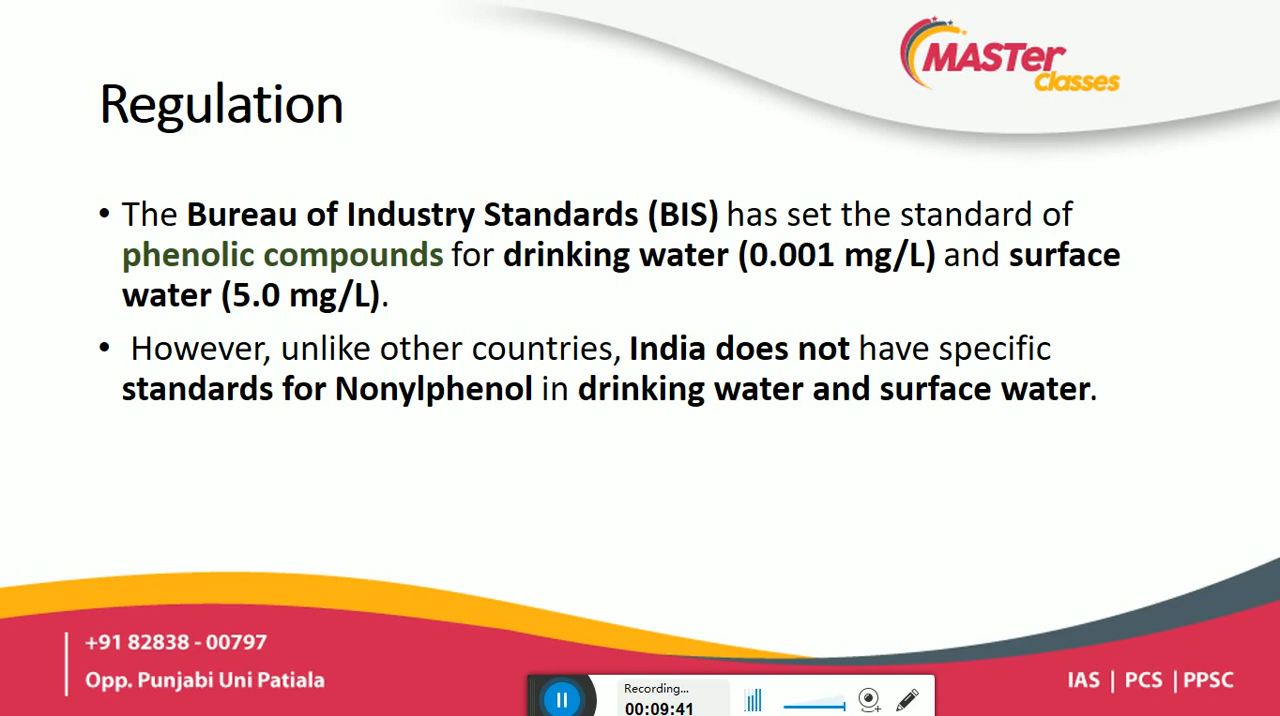 MASTer
Classes
Regulation
• The Bureau of Industry Standards (BIS) has set the standard of
phenolic compounds for drinking water (0.001 mg/L) and surface
water (5.0 mg/L).
• However, unlike other countries, India does not have specific
standards for Nonylphenol in drinking water and surface water.
+91 82838 - 00797
Opp. Punjabi Uni Patiala
IAS | PCS | PPSC
Recording...
00:09:41